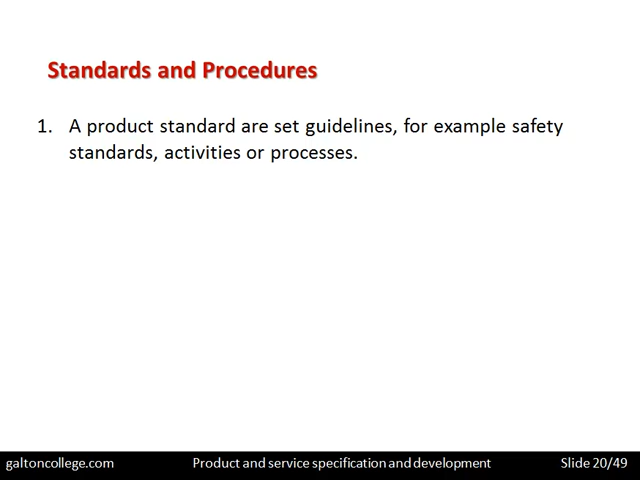 Standards and Procedures
1. A product standard are set guidelines, for example safety
standards, activities or processes.
galtoncollege.com Product and service specification and development Slide 20/49